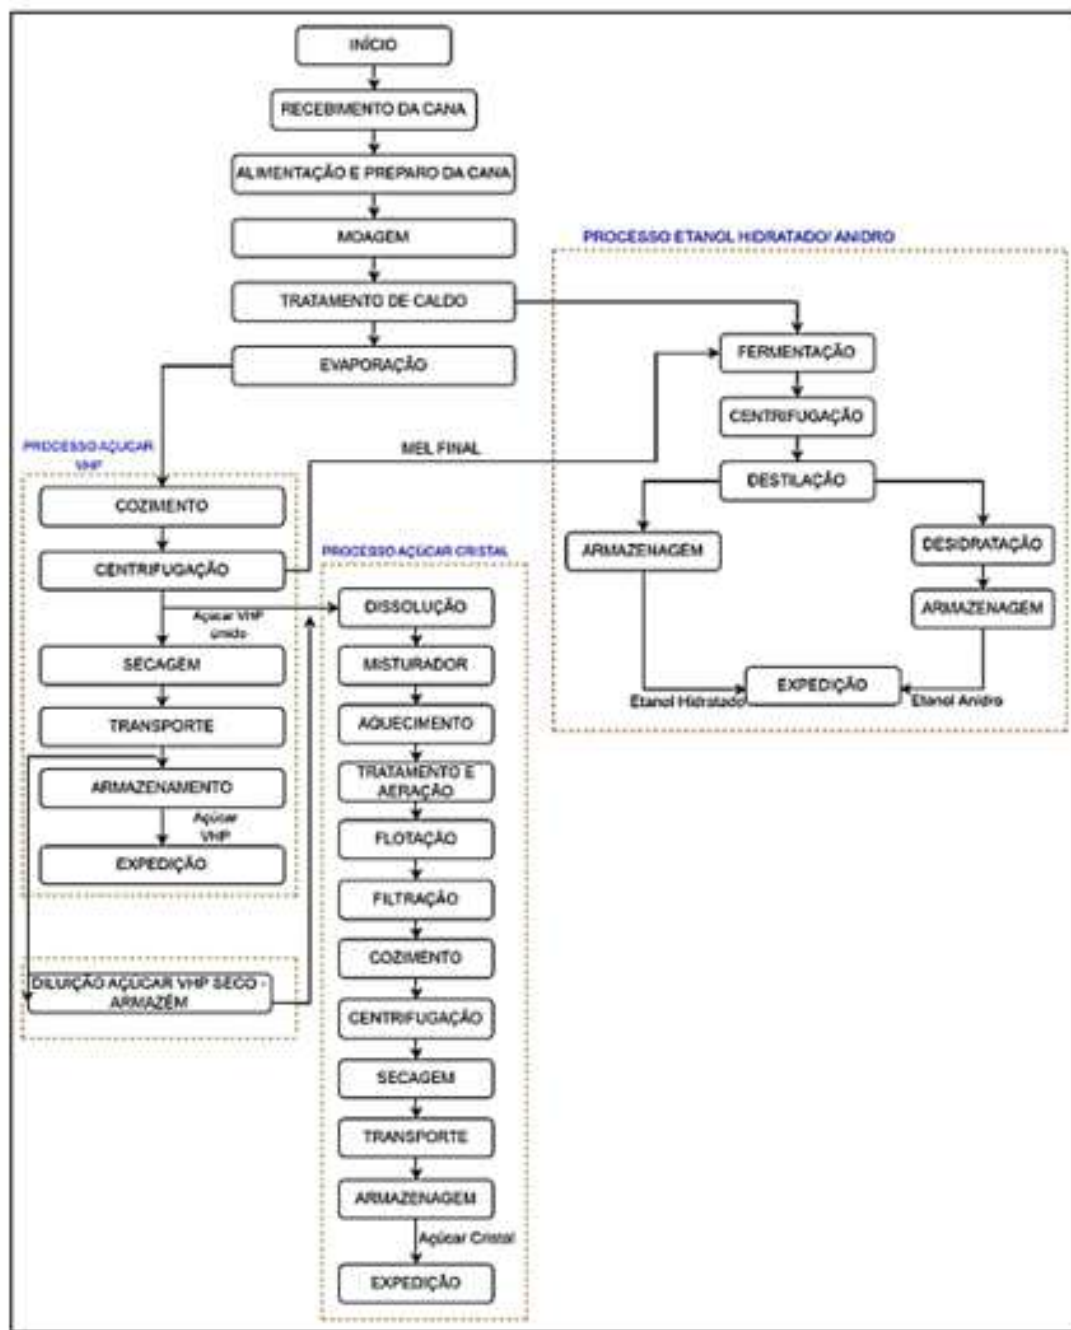 INÍCIO
RECEBIMENTO DA CANA
ALIMENTAÇÃO E PREPARO DA CANA
MOAGEM
TRATAMENTO DE CALDO
EVAPORAÇÃO
PROCESSO ETANOL HIDRATADO/ ANIDRO
FERMENTAÇÃO
CENTRIFUGAÇÃO
DESTILAÇÃO
ARMAZENAGEM
DESIDRATAÇÃO
ARMAZENAGEM
EXPEDIÇÃO
Etanol Hidratado
Etanol Anidro
MEL FINAL
PROCESSO AÇUCAR
VHP
COZIMENTO
CENTRIFUGAÇÃO
Açúcar VHP
úmido
SECAGEM
TRANSPORTE
ARMAZENAMENTO
Açúcar
VHP
EXPEDIÇÃO
DILUIÇÃO AÇUCAR VHP SECO -
ARMAZÉM
PROCESSO AÇÚCAR CRISTAL
DISSOLUÇÃO
MISTURADOR
AQUECIMENTO
TRATAMENTO E
AERAÇÃO
FLOTAÇÃO
FILTRAÇÃO
COZIMENTO
CENTRIFUGAÇÃO
SECAGEM
TRANSPORTE
ARMAZENAGEM
Açúcar Cristal
EXPEDIÇÃO